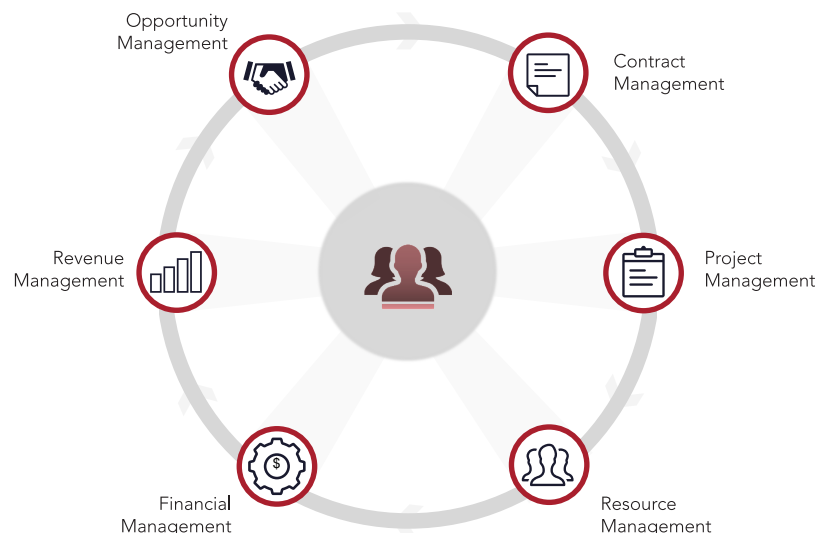 Opportunity
Management
Contract
Management
Project
Management
Resource
Management
Financial
Management
$
Revenue
Management